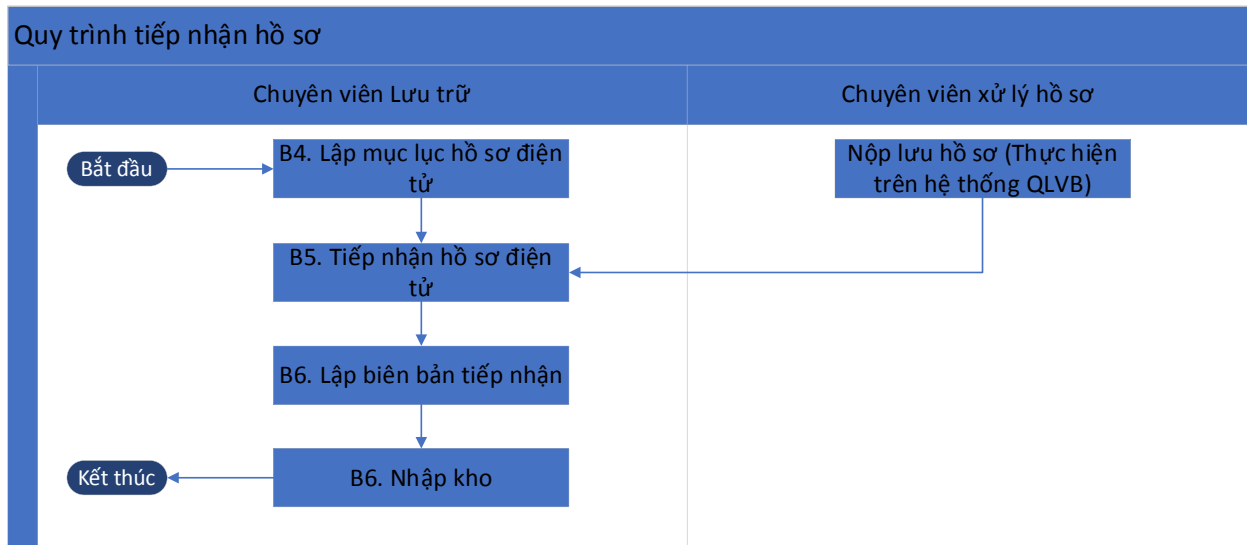 Quy trình tiếp nhận hồ sơ
Chuyên viên Lưu trữ
Chuyên viên xử lý hồ sơ
Bắt đầu
B4. Lập mục lục hồ sơ điện
tử
Nộp lưu hồ sơ (Thực hiện
trên hệ thống QLVB)
B5. Tiếp nhận hồ sơ điện
tử
B6. Lập biên bản tiếp nhận
Kết thúc
B6. Nhập kho